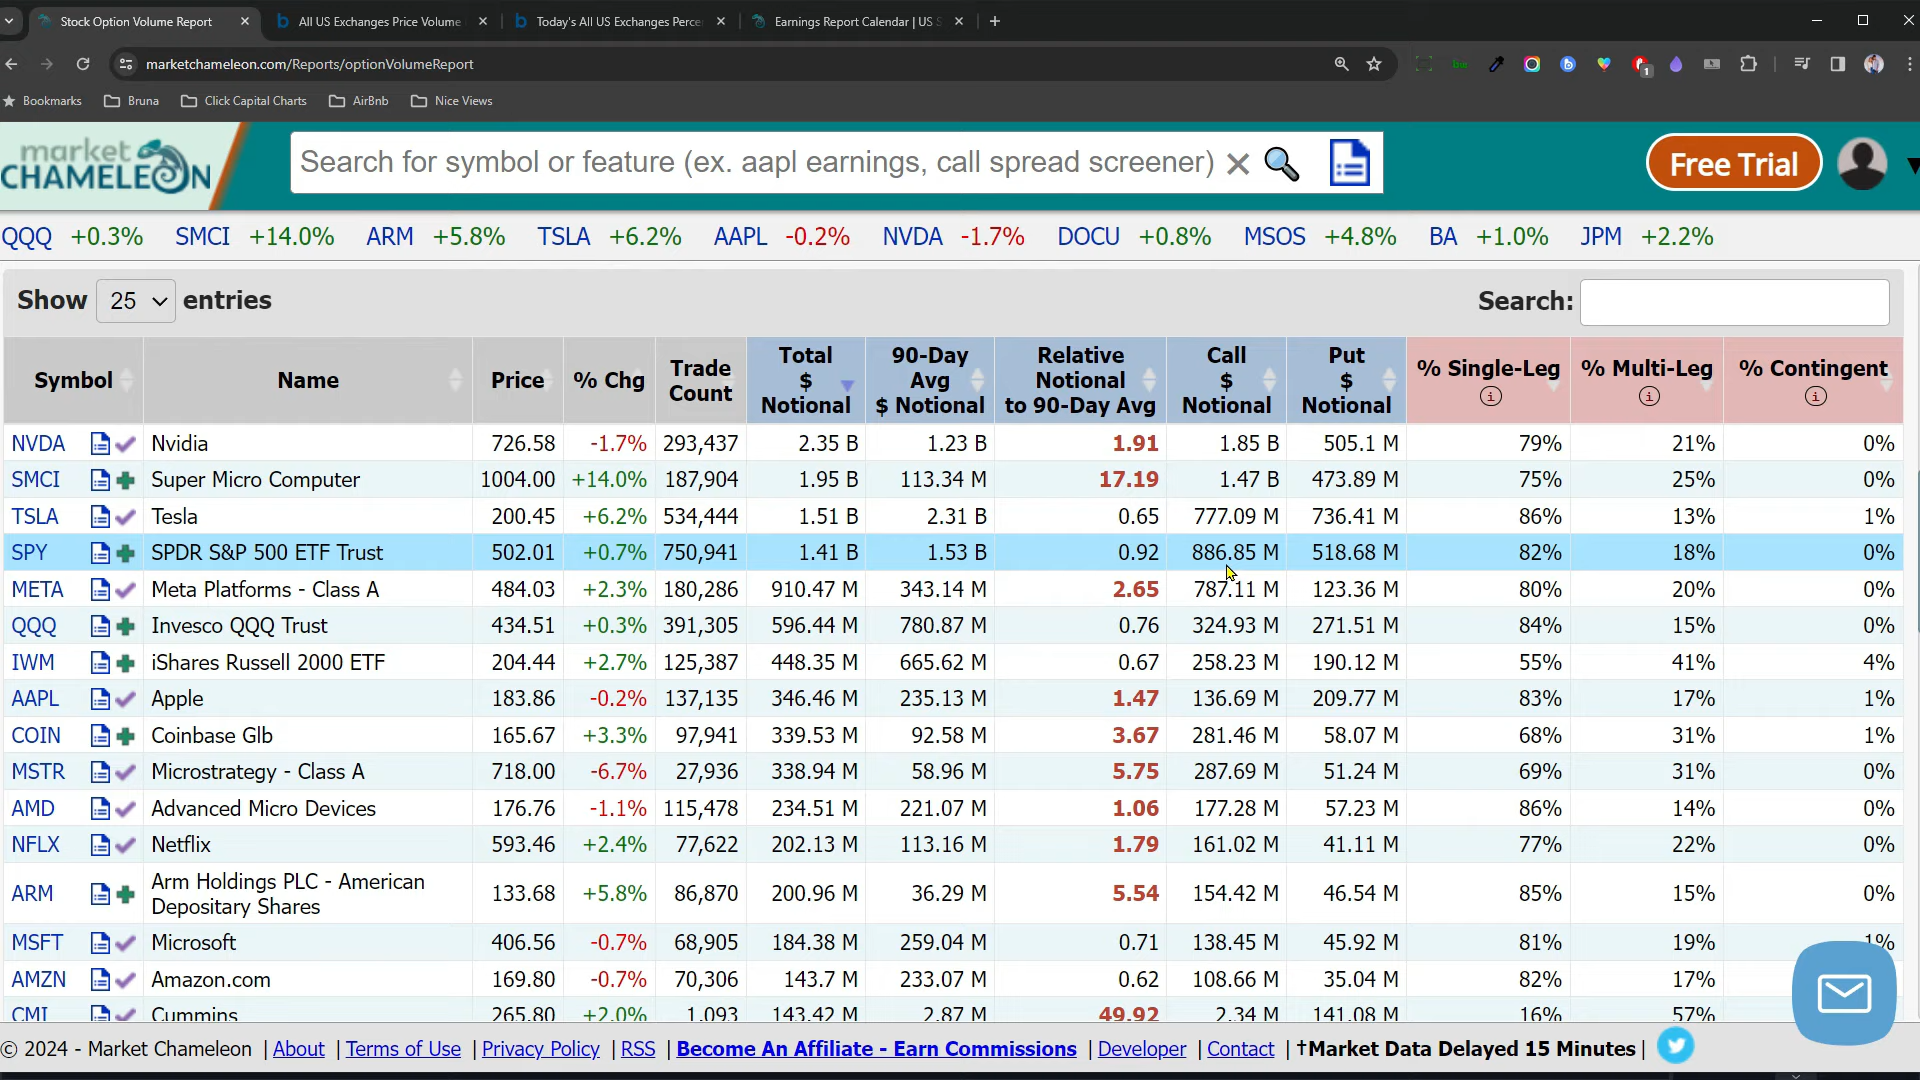 Stock Option Volume Report
All US Exchanges Price Volume
Today's All US Exchanges Perce
Earnings Report Calendar | US S
marketchameleon.com/Reports/optionVolumeReport
1
Bookmarks Bruna Click Capital Charts AirBnb Nice Views
market
CHAMELEON
Search for symbol or feature (ex. aapl earnings, call spread screener)
Free Trial
QQQ +0.3% SMCI +14.0% ARM +5.8% TSLA +6.2% AAPL -0.2% NVDA -1.7% DOCU +0.8% MSOS +4.8% BA +1.0% JPM +2.2%
Show 25 entries Search:
Symbol Name Price % Chg Trade Count Total $ Notional 90-Day Avg $ Notional Relative Notional to 90-Day Avg Call $ Notional Put $ Notional % Single-Leg % Multi-Leg % Contingent
NVDA Nvidia 726.58 -1.7% 293,437 2.35 B 1.23 B 1.91 1.85 B 505.1 M 79% 21% 0%
SMCI Super Micro Computer 1004.00 +14.0% 187,904 1.95 B 113.34 M 17.19 1.47 B 473.89 M 75% 25% 0%
TSLA Tesla 200.45 +6.2% 534,444 1.51 B 2.31 B 0.65 777.09 M 736.41 M 86% 13% 1%
SPY SPDR S&P 500 ETF Trust 502.01 +0.7% 750,941 1.41 B 1.53 B 0.92 886.85 M 518.68 M 82% 18% 0%
META Meta Platforms - Class A 484.03 +2.3% 180,286 910.47 M 343.14 M 2.65 787.11 M 123.36 M 80% 20% 0%
QQQ Invesco QQQ Trust 434.51 +0.3% 391,305 596.44 M 780.87 M 0.76 324.93 M 271.51 M 84% 15% 0%
IWM iShares Russell 2000 ETF 204.44 +2.7% 125,387 448.35 M 665.62 M 0.67 258.23 M 190.12 M 55% 41% 4%
AAPL Apple 183.86 -0.2% 137,135 346.46 M 235.13 M 1.47 136.69 M 209.77 M 83% 17% 1%
COIN Coinbase Glb 165.67 +3.3% 97,941 339.53 M 92.58 M 3.67 281.46 M 58.07 M 68% 31% 1%
MSTR Microstrategy - Class A 718.00 -6.7% 27,936 338.94 M 58.96 M 5.75 287.69 M 51.24 M 69% 31% 0%
AMD Advanced Micro Devices 176.76 -1.1% 115,478 234.51 M 221.07 M 1.06 177.28 M 57.23 M 86% 14% 0%
NFLX Netflix 593.46 +2.4% 77,622 202.13 M 113.16 M 1.79 161.02 M 41.11 M 77% 22% 0%
ARM Arm Holdings PLC - American Depositary Shares 133.68 +5.8% 86,870 200.96 M 36.29 M 5.54 154.42 M 46.54 M 85% 15% 0%
MSFT Microsoft 406.56 -0.7% 68,905 184.38 M 259.04 M 0.71 138.45 M 45.92 M 81% 19% 1%
AMZN Amazon.com 169.80 -0.7% 70,306 143.7 M 233.07 M 0.62 108.66 M 35.04 M 82% 17%
CMI Cummins 265.80 +2.0% 1,093 143.42 M 2.87 M 49.92 2.34 M 141.08 M 16% 57%
© 2024 - Market Chameleon | About | Terms of Use | Privacy Policy | RSS | Become An Affiliate - Earn Commissions | Developer | Contact | †Market Data Delayed 15 Minutes |